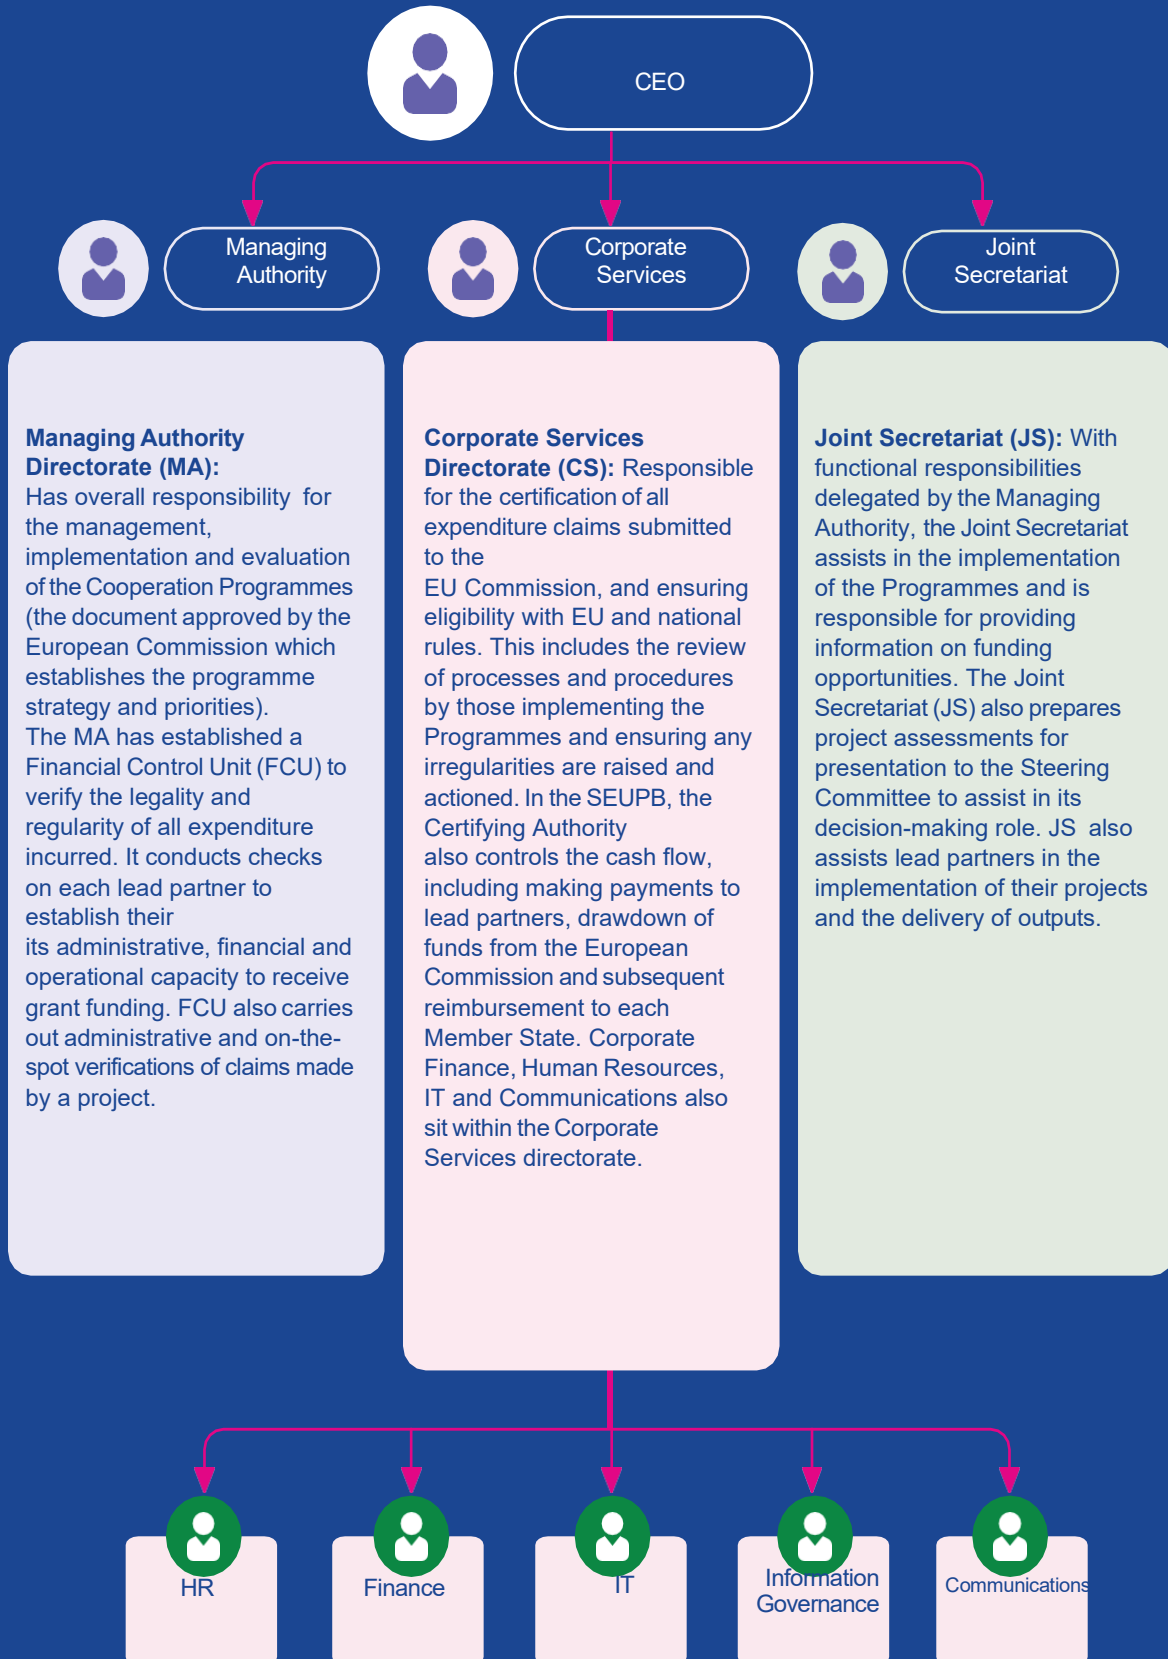 CEO
Managing
Authority
Corporate
Services
Joint
Secretariat
Managing Authority
Directorate (MA):
Has overall responsibility for
the management,
implementation and evaluation
of the Cooperation Programmes
(the document approved by the
European Commission which
establishes the programme
strategy and priorities).
The MA has established a
Financial Control Unit (FCU) to
verify the legality and
regularity of all expenditure
incurred. It conducts checks
on each lead partner to
establish their
its administrative, financial and
operational capacity to receive
grant funding. FCU also carries
out administrative and on-the-
spot verifications of claims made
by a project.
Corporate Services
Directorate (CS): Responsible
for the certification of all
expenditure claims submitted
to the
EU Commission, and ensuring
eligibility with EU and national
rules. This includes the review
of processes and procedures
by those implementing the
Programmes and ensuring any
irregularities are raised and
actioned. In the SEUPB, the
Certifying Authority
also controls the cash flow,
including making payments to
lead partners, drawdown of
funds from the European
Commission and subsequent
reimbursement to each
Member State. Corporate
Finance, Human Resources,
IT and Communications also
sit within the Corporate
Services directorate.
Joint Secretariat (JS): With
functional responsibilities
delegated by the Managing
Authority, the Joint Secretariat
assists in the implementation
of the Programmes and is
responsible for providing
information on funding
opportunities. The Joint
Secretariat (JS) also prepares
project assessments for
presentation to the Steering
Committee to assist in its
decision-making role. JS also
assists lead partners in the
implementation of their projects
and the delivery of outputs.
HR
Finance
IT
Information
Governance
Communications